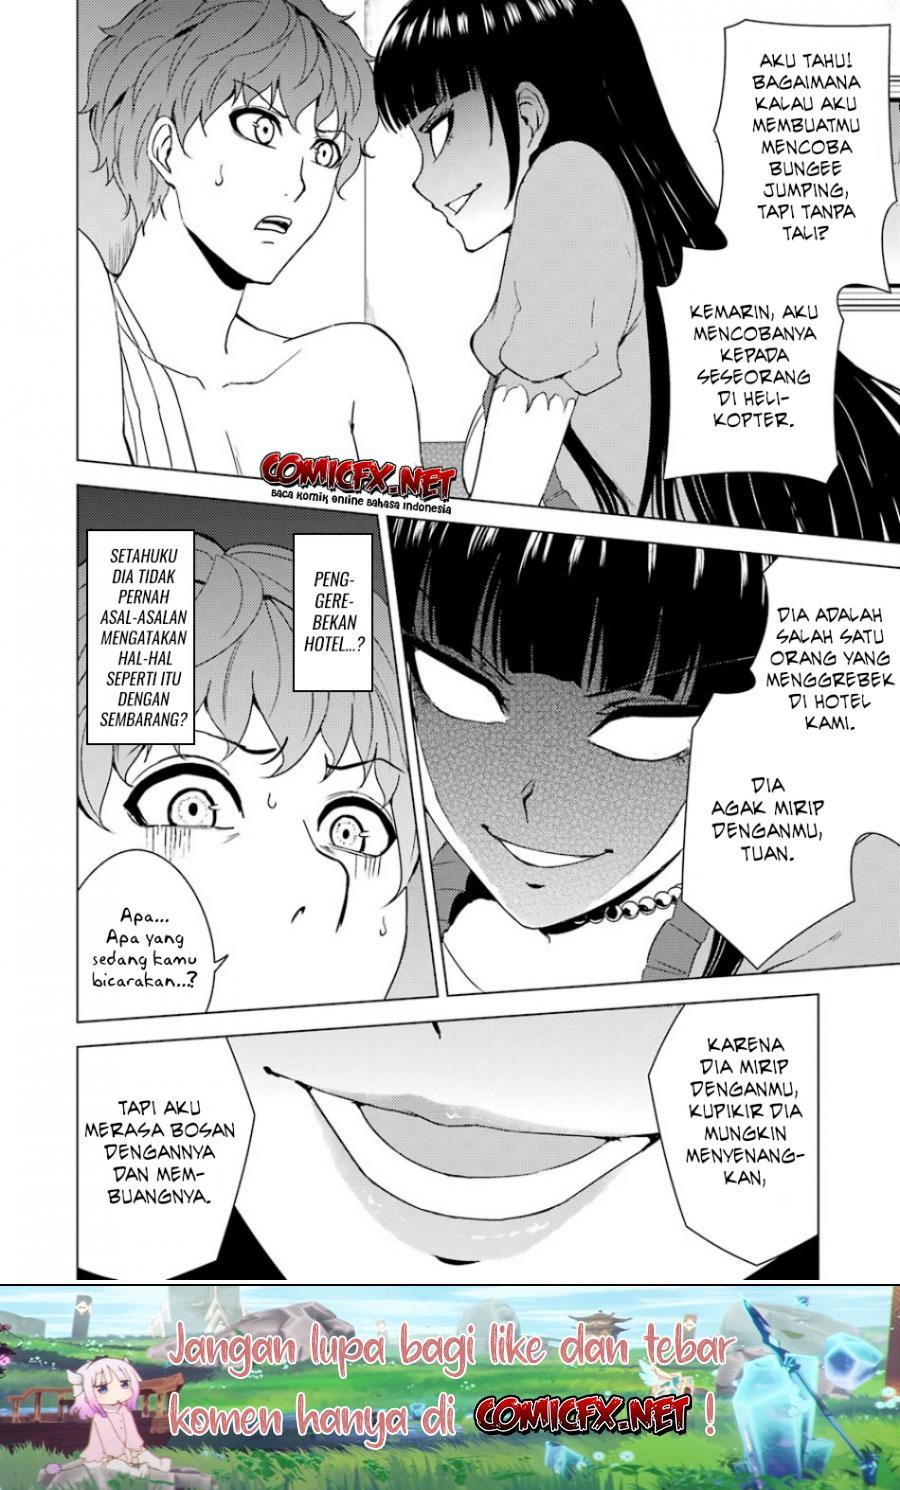 AKU TAHU!
BAGAIMANA
KALAU AKU
MEMBUATMU
MENCOBA
BUNGEE
JUMPING,
TAPI TANPA
TALI?
KEMARIN, AKU
MENCOBANYA
KEPADA
SESEORANG
DI HELI-
KOPTER.
COMICFX.NET
Baca Komik Online Bahasa Indonesia
DIA ADALAH
SALAH SATU
ORANG YANG
MENGGREBEK
DI HOTEL
KAMI.
DIA
AGAK MIRIP
DENGANMU,
TUAN.
PENG-
GERE-
BEKAN
HOTEL...?
SETAHUKU
DIA TIDAK
PERNAH
ASAL-ASALAN
MENGATAKAN
HAL-HAL
SEPERTI ITU
DENGAN
SEMBARANG?
Apa...
Apa yang
sedang kamu
bicarakan...?
KARENA
DIA MIRIP
DENGANMU,
KUPIKIR DIA
MUNGKIN
MENYENANG-
KAN,
TAPI AKU
MERASA BOSAN
DENGANNYA
DAN MEM-
BUANGNYA.
Jangan lupa bagi like dan tebar
komen hanya di COMICFX.NET !